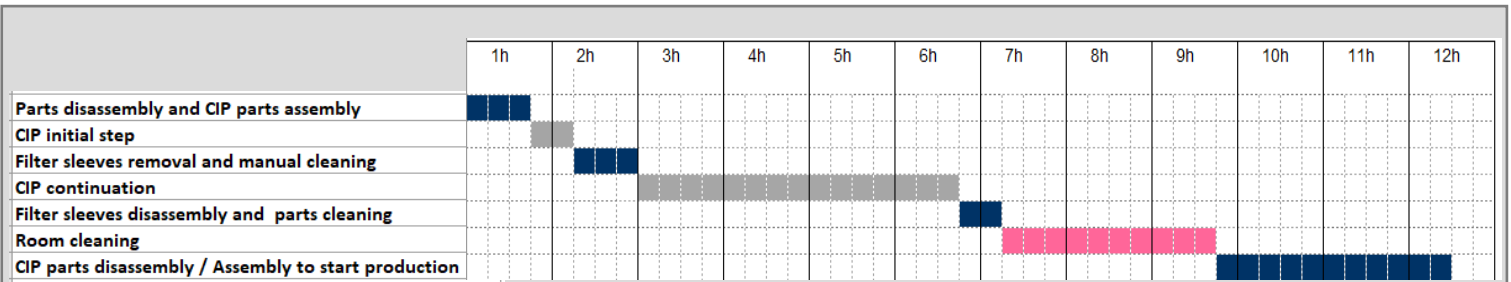 1h 2h 3h 4h 5h 6h 7h 8h 9h 10h 11h 12h
Parts disassembly and CIP parts assembly
CIP initial step
Filter sleeves removal and manual cleaning
CIP continuation
Filter sleeves disassembly and  parts cleaning
Room cleaning
CIP parts disassembly / Assembly to start production